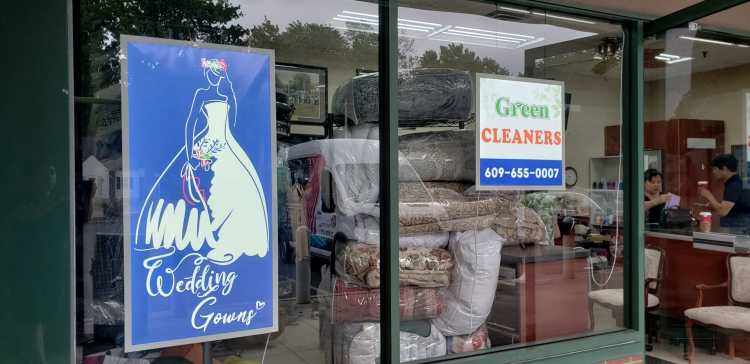 Wedding
Gowns
Green
CLEANERS
609-655-0007